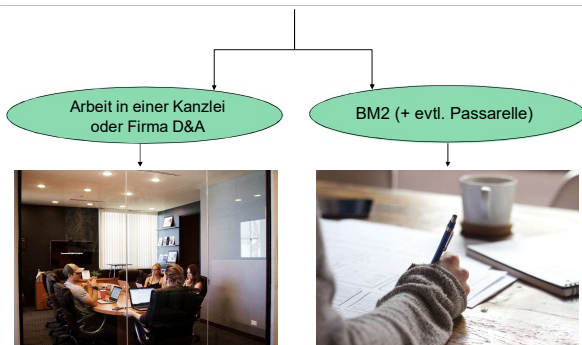 Arbeit in einer Kanzlei
oder Firma D&A
BM2 (+ evtl. Passarelle)